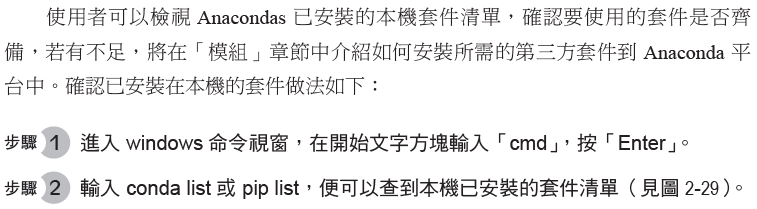 使用者可以檢視 Anacondas 已安裝的本機套件清單，確認要使用的套件是否齊
備，若有不足，將在「模組」章節中介紹如何安裝所需的第三方套件到 Anaconda 平
台中。確認已安裝在本機的套件做法如下：
步驟 1 進入 windows 命令視窗，在開始文字方塊輸入「cmd」，按「Enter」。
步驟 2 輸入 conda list 或 pip list，便可以查到本機已安裝的套件清單（見圖 2-29）。